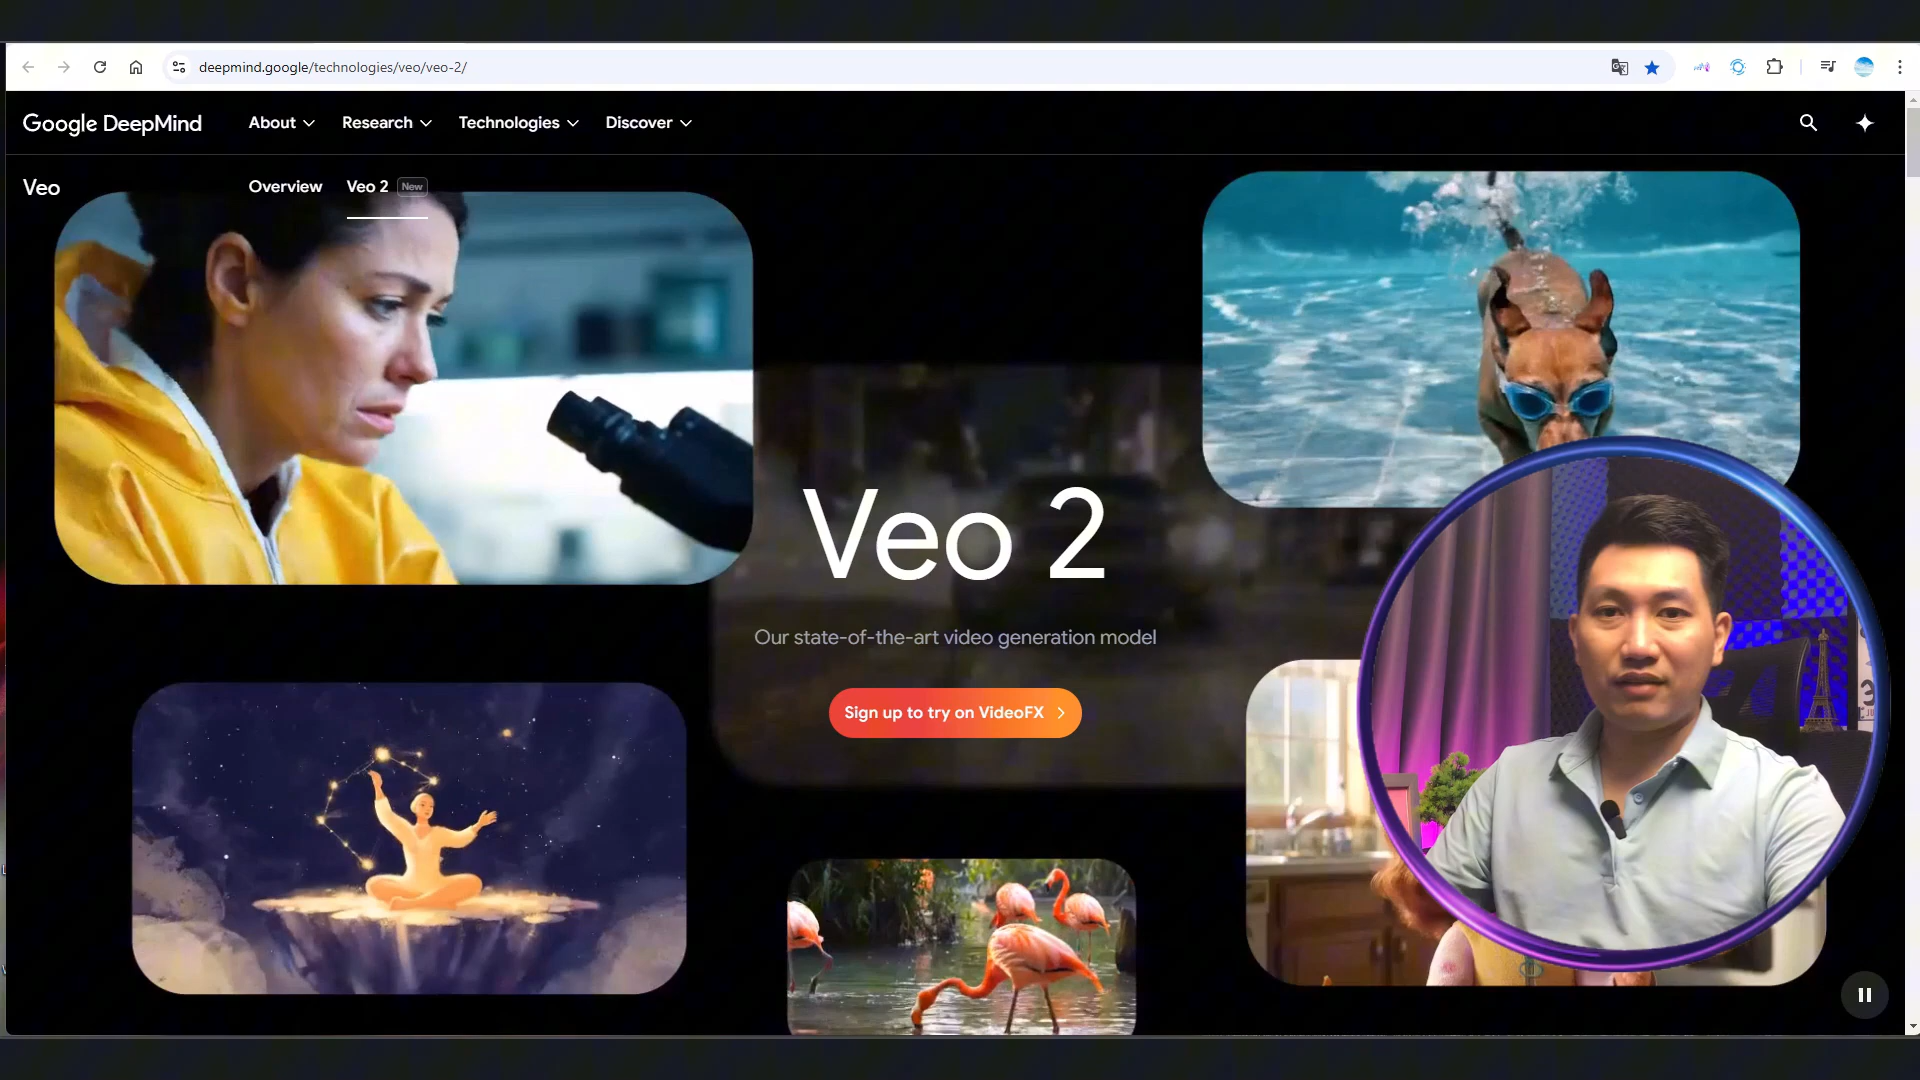 deepmind.google/technologies/veo/veo-2/
Google DeepMind
About
Research
Technologies
Discover
Veo
Overview
Veo 2
New
Veo 2
Our state-of-the-art video generation model
Sign up to try on VideoFX